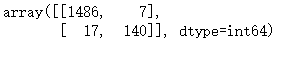 array([[1486,    7],
       [  17,  140]], dtype=int64)